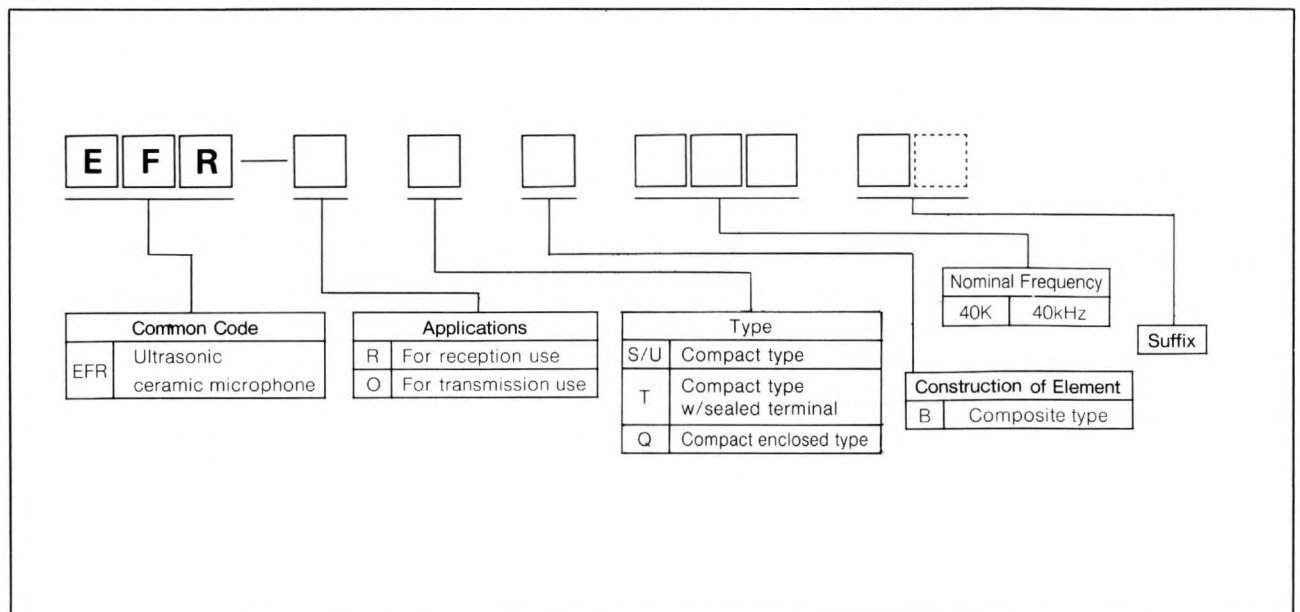 E F R —
Common Code
EFR Ultrasonic
ceramic microphone
Applications
R For reception use
O For transmission use
Type
S/U Compact type
T Compact type
w/sealed terminal
Q Compact enclosed type
Nominal Frequency
40K 40kHz
Construction of Element
B Composite type
Suffix